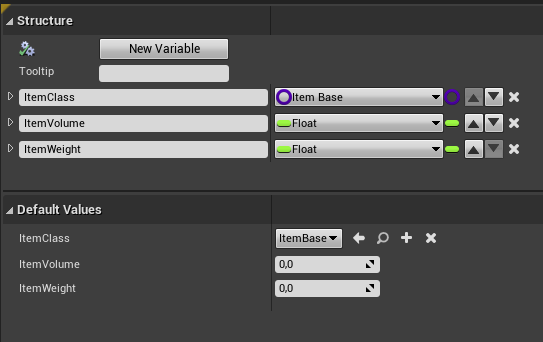 Structure
New Variable
Tooltip
ItemClass Item Base
ItemVolume Float
ItemWeight Float
Default Values
ItemClass ItemBase
ItemVolume 0,0
ItemWeight 0,0